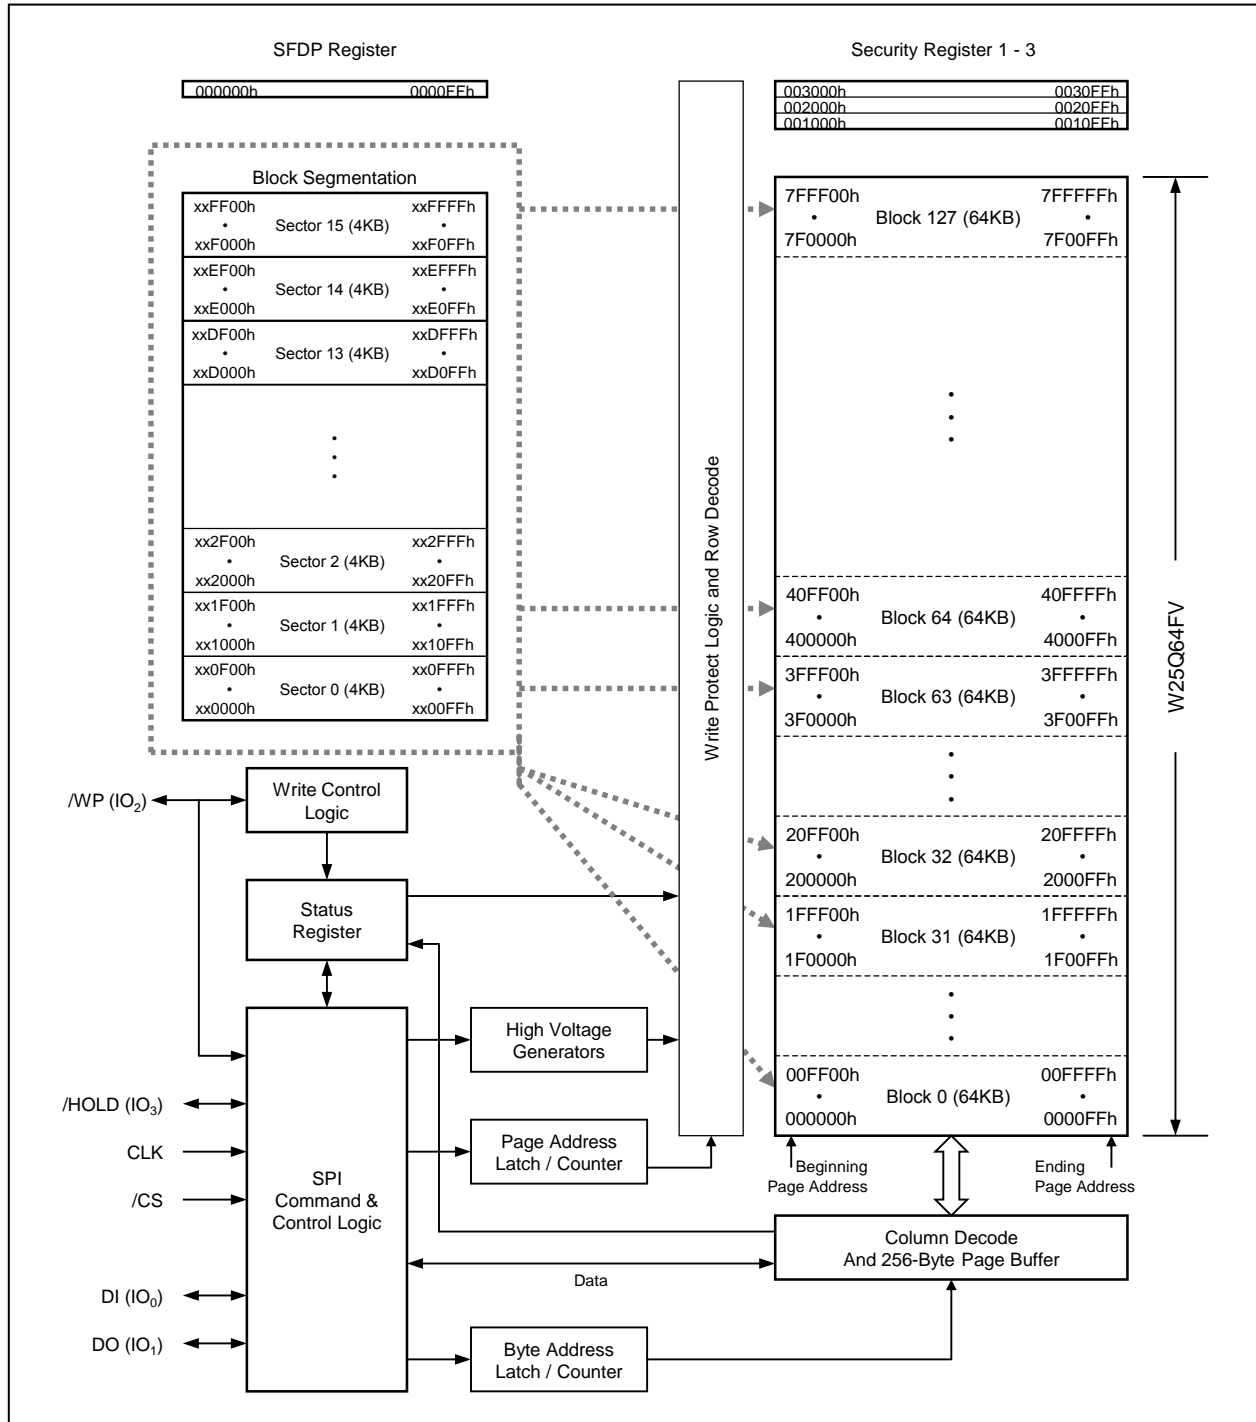 SFDP Register
000000h 0000FFh
Security Register 1 - 3
003000h 0030FFh
002000h 0020FFh
001000h 0010FFh
Block Segmentation
xxFF00h xxFFFFh
• Sector 15 (4KB) •
xxF000h xxF0FFh
xxEF00h xxEFFFh
• Sector 14 (4KB) •
xxE000h xxE0FFh
xxDF00h xxDFFFh
• Sector 13 (4KB) •
xxD000h xxD0FFh
xx2F00h xx2FFFh
• Sector 2 (4KB) •
xx2000h xx20FFh
xx1F00h xx1FFFh
• Sector 1 (4KB) •
xx1000h xx10FFh
xx0F00h xx0FFFh
• Sector 0 (4KB) •
xx0000h xx00FFh
Write Protect Logic and Row Decode
7FFF00h 7FFFFFh
• Block 127 (64KB) •
7F0000h 7F00FFh
40FF00h 40FFFFh
• Block 64 (64KB) •
400000h 4000FFh
3FFF00h 3FFFFFh
• Block 63 (64KB) •
3F0000h 3F00FFh
20FF00h 20FFFFh
• Block 32 (64KB) •
200000h 2000FFh
1FFF00h 1FFFFFh
• Block 31 (64KB) •
1F0000h 1F00FFh
00FF00h 00FFFFh
• Block 0 (64KB) •
000000h 0000FFh
W25Q64FV
Beginning
Page Address
Ending
Page Address
/WP (IO2)
Write Control
Logic
Status
Register
High Voltage
Generators
/HOLD (IO3)
CLK
/CS
DI (IO0)
DO (IO1)
SPI
Command &
Control Logic
Page Address
Latch / Counter
Column Decode
And 256-Byte Page Buffer
Data
Byte Address
Latch / Counter